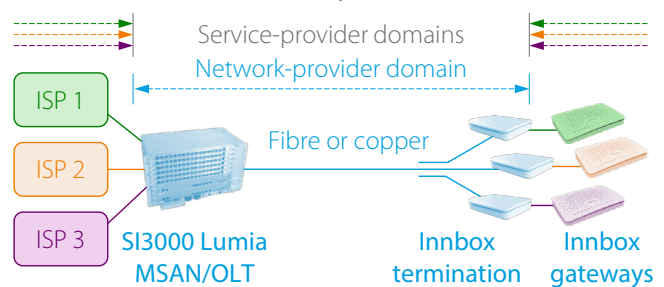 Service-provider domains
Network-provider domain
ISP 1
ISP 2
ISP 3
Fibre or copper
SI3000 Lumia
MSAN/OLT
Innbox
termination
Innbox
gateways